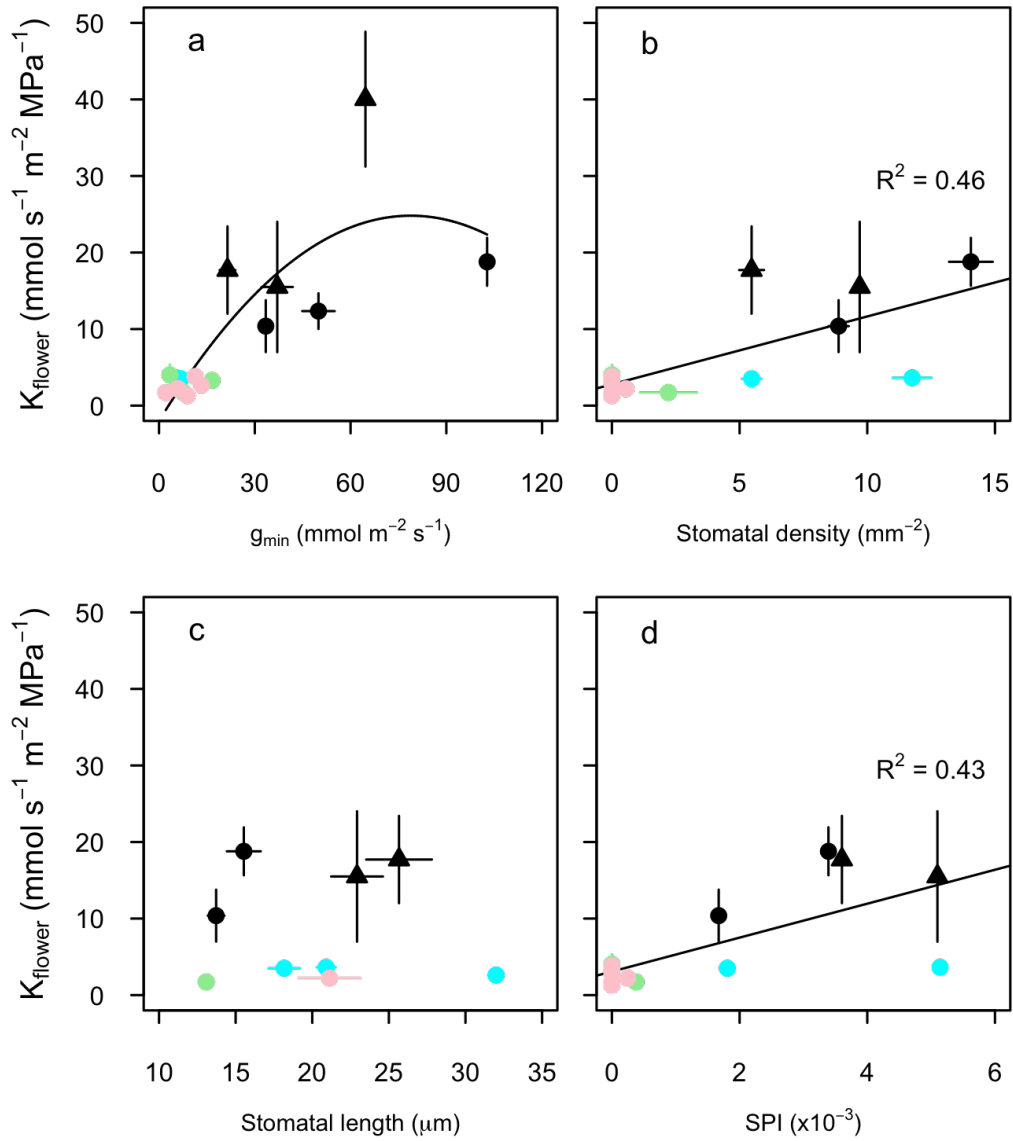 a
K_flower (mmol s⁻¹ m⁻² MPa⁻¹)
50
40
30
20
10
0
0 30 60 90 120
g_min (mmol m⁻² s⁻¹)
b
R² = 0.46
0 5 10 15
Stomatal density (mm⁻²)
c
K_flower (mmol s⁻¹ m⁻² MPa⁻¹)
50
40
30
20
10
0
10 15 20 25 30 35
Stomatal length (μm)
d
R² = 0.43
0 2 4 6
SPI (x10⁻³)